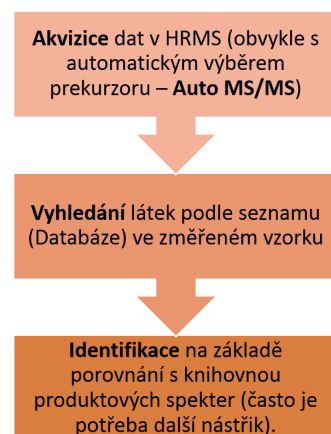 Akvizice dat v HRMS (obvykle s
automatickým výběrem
prekurzoru – Auto MS/MS)
Vyhledání látek podle seznamu
(Databáze) ve změřeném vzorku
Identifikace na základě
porovnání s knihovnou
produktových spekter (často je
potřeba další nástřik).